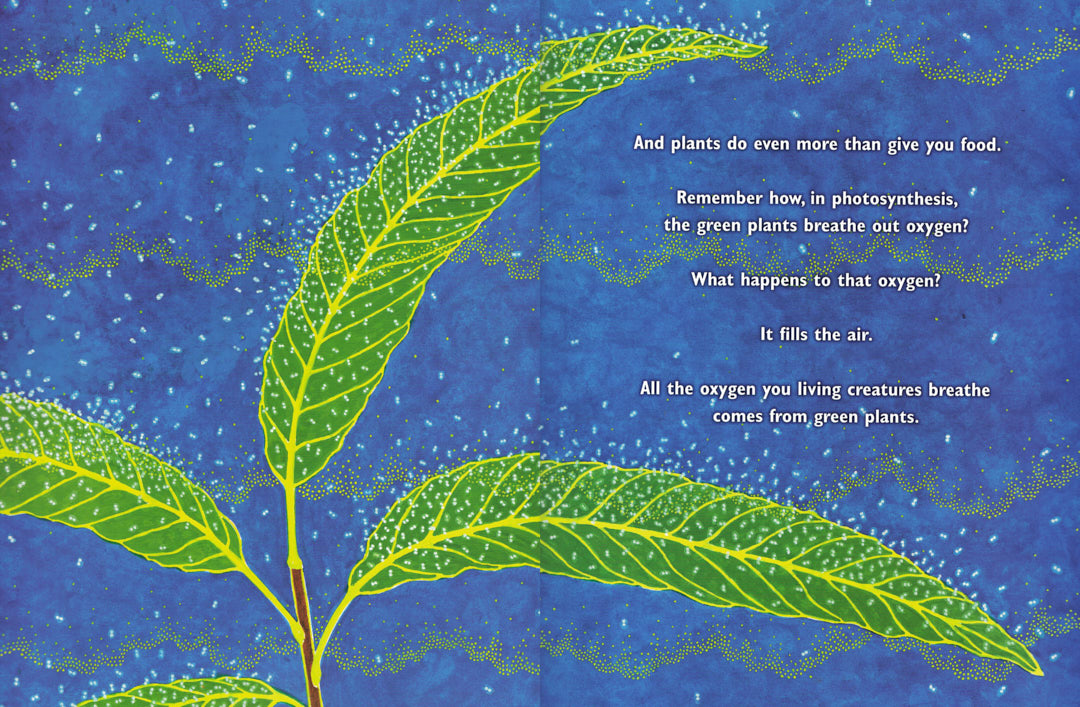 And plants do even more than give you food.
Remember how, in photosynthesis,
the green plants breathe out oxygen?
What happens to that oxygen?
It fills the air.
All the oxygen you living creatures breathe
comes from green plants.